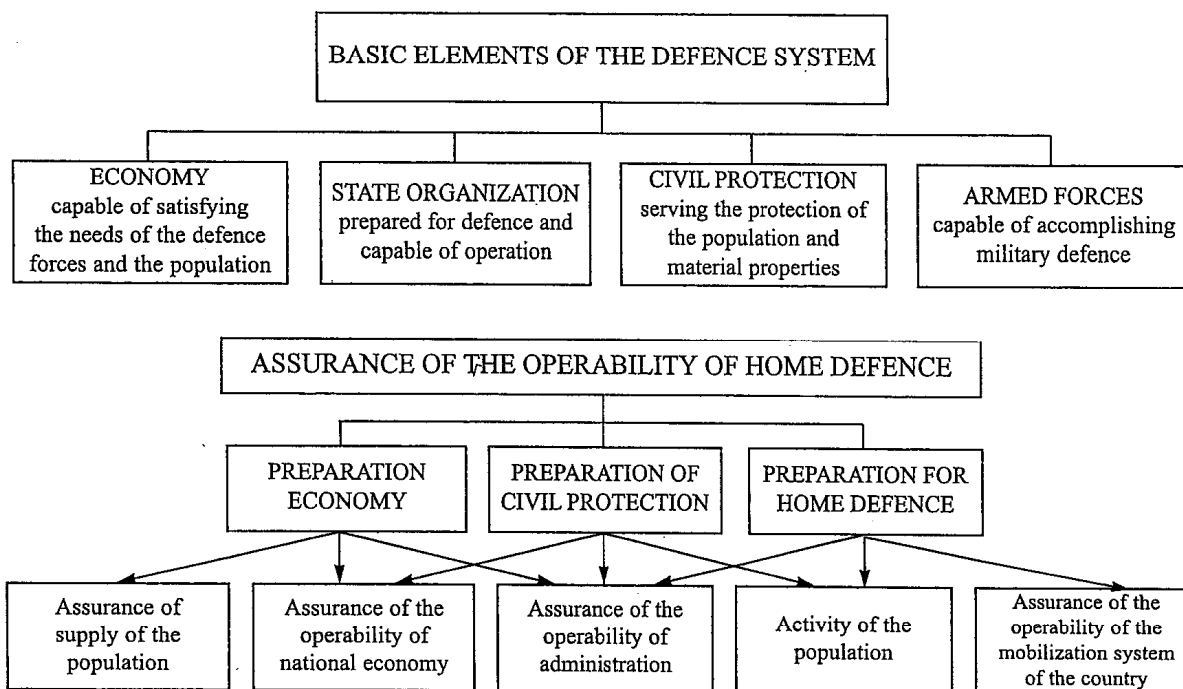 BASIC ELEMENTS OF THE DEFENCE SYSTEM
ECONOMY
capable of satisfying
the needs of the defence
forces and the population
STATE ORGANIZATION
prepared for defence and
capable of operation
CIVIL PROTECTION
serving the protection of
the population and
material properties
ARMED FORCES
capable of accomplishing
military defence
ASSURANCE OF THE OPERABILITY OF HOME DEFENCE
PREPARATION
ECONOMY
PREPARATION OF
CIVIL PROTECTION
PREPARATION FOR
HOME DEFENCE
Assurance of
supply of the
population
Assurance of the
operability of
national economy
Assurance of the
operability of
administration
Activity of the
population
Assurance of the
operability of the
mobilization system
of the country